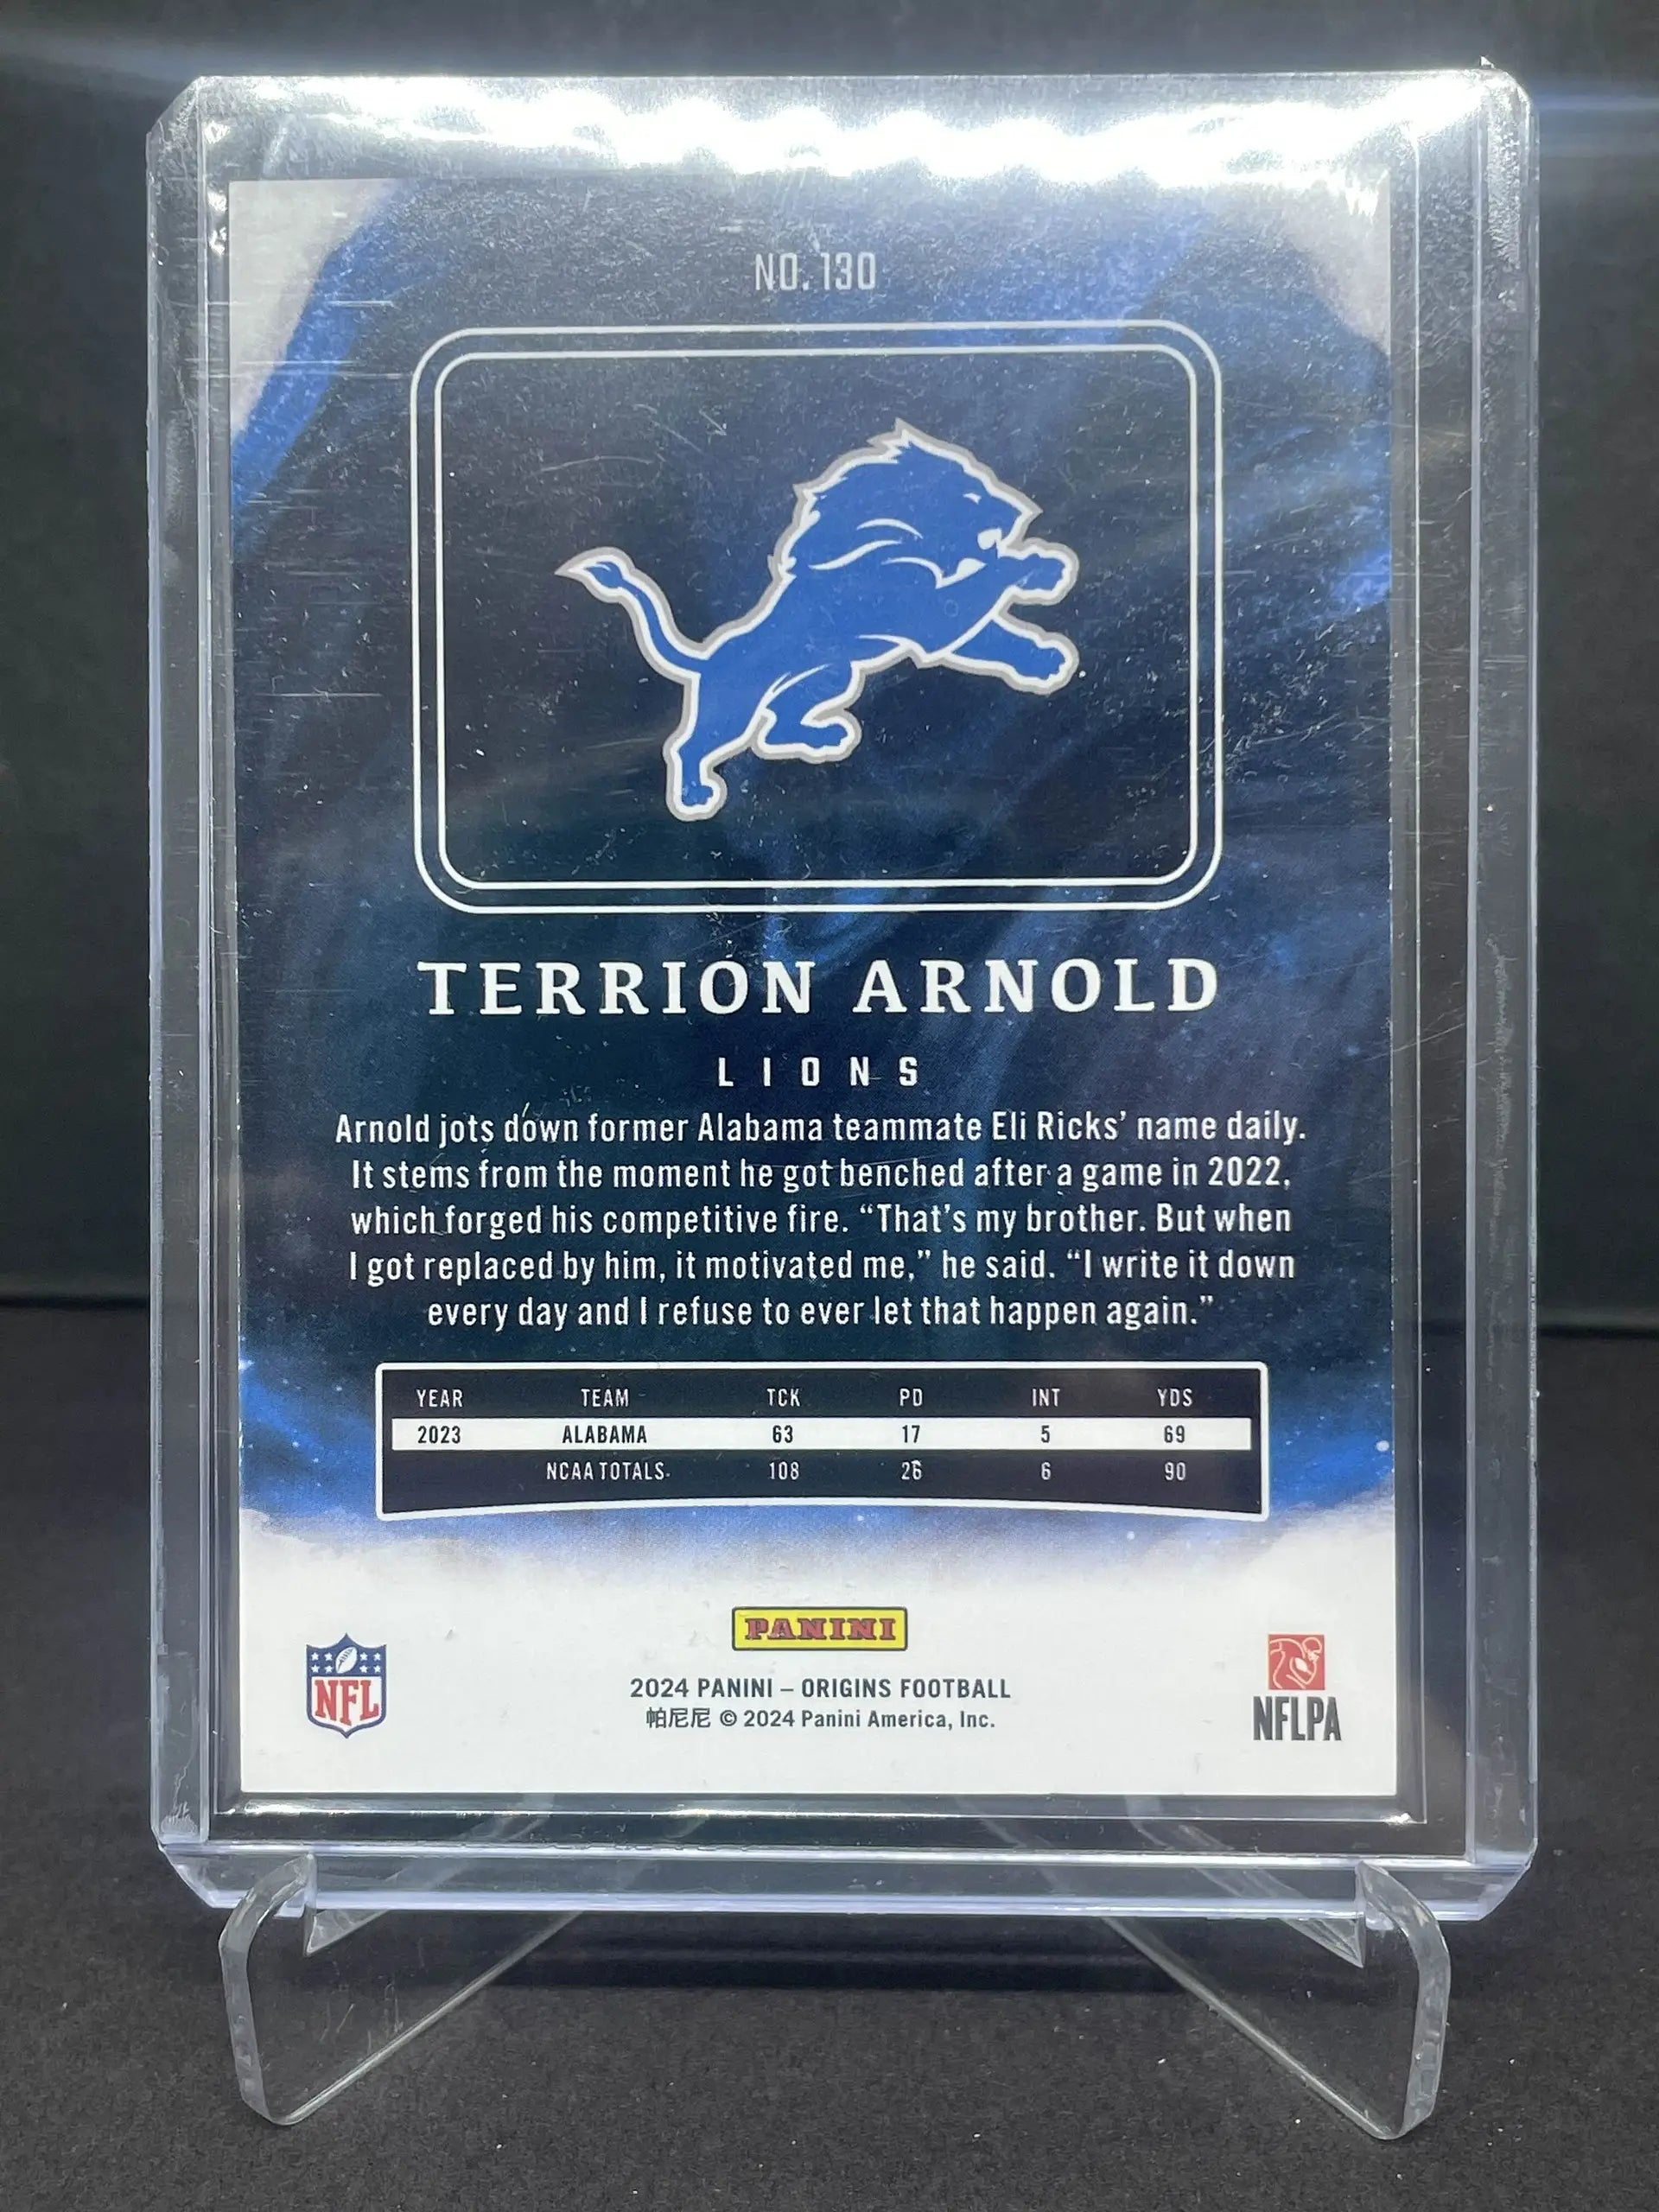 NO. 130
TERRION ARNOLD
LIONS
Arnold jots down former Alabama teammate Eli Ricks’ name daily.
It stems from the moment he got benched after a game in 2022,
which forged his competitive fire. “That’s my brother. But when
I got replaced by him, it motivated me,” he said. “I write it down
every day and I refuse to ever let that happen again.”
YEAR TEAM TCK PD INT YDS
2023 ALABAMA 63 17 5 69
NCAA TOTALS 108 26 6 90
PANINI
NFL
2024 PANINI – ORIGINS FOOTBALL
帕尼尼 © 2024 Panini America, Inc.
NFLPA